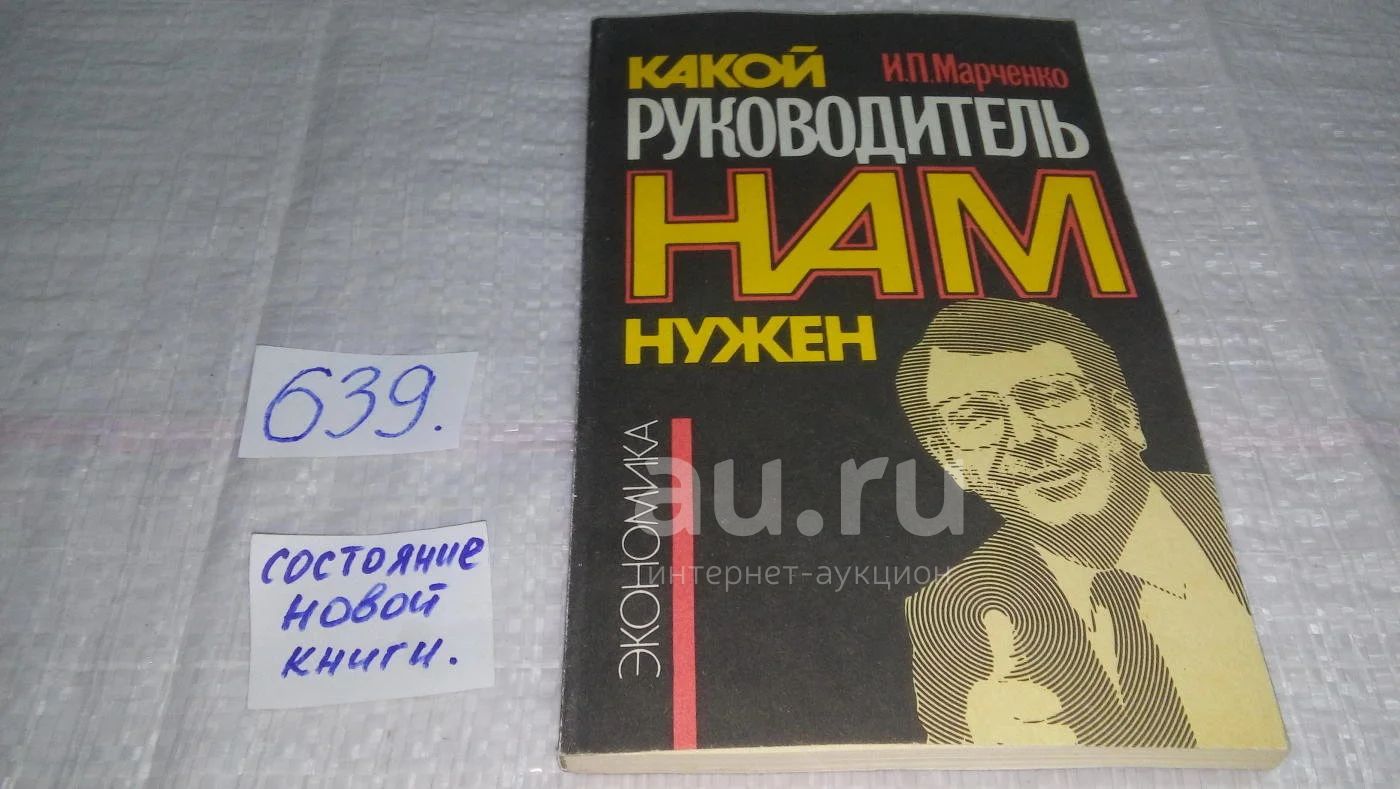 КАКОЙ
И.П.Марченко
РУКОВОДИТЕЛЬ
НАМ
НУЖЕН
ЭКОНОМИКА
639.
состояние
новой
книги.
au.ru
интернет-аукцион